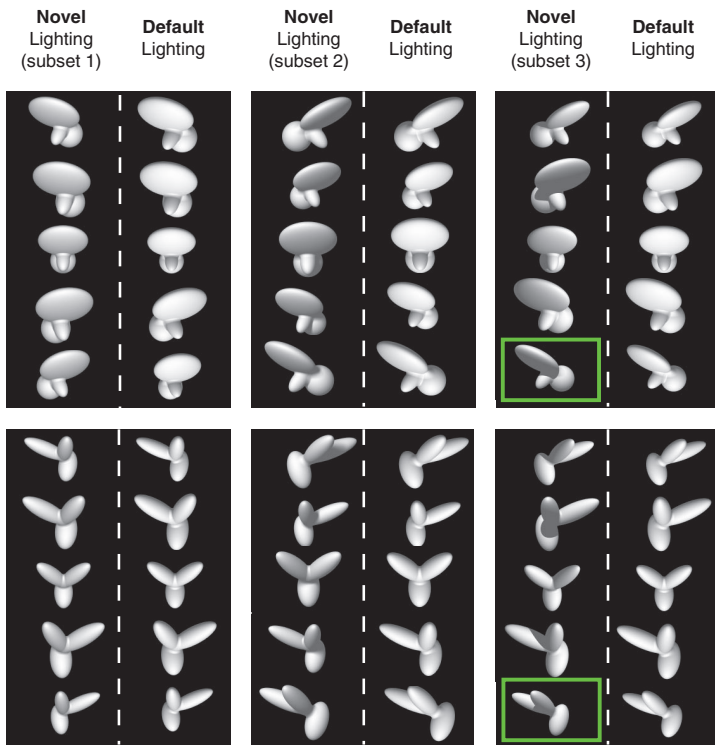 Novel
Lighting
(subset 1)
Default
Lighting
Novel
Lighting
(subset 2)
Default
Lighting
Novel
Lighting
(subset 3)
Default
Lighting